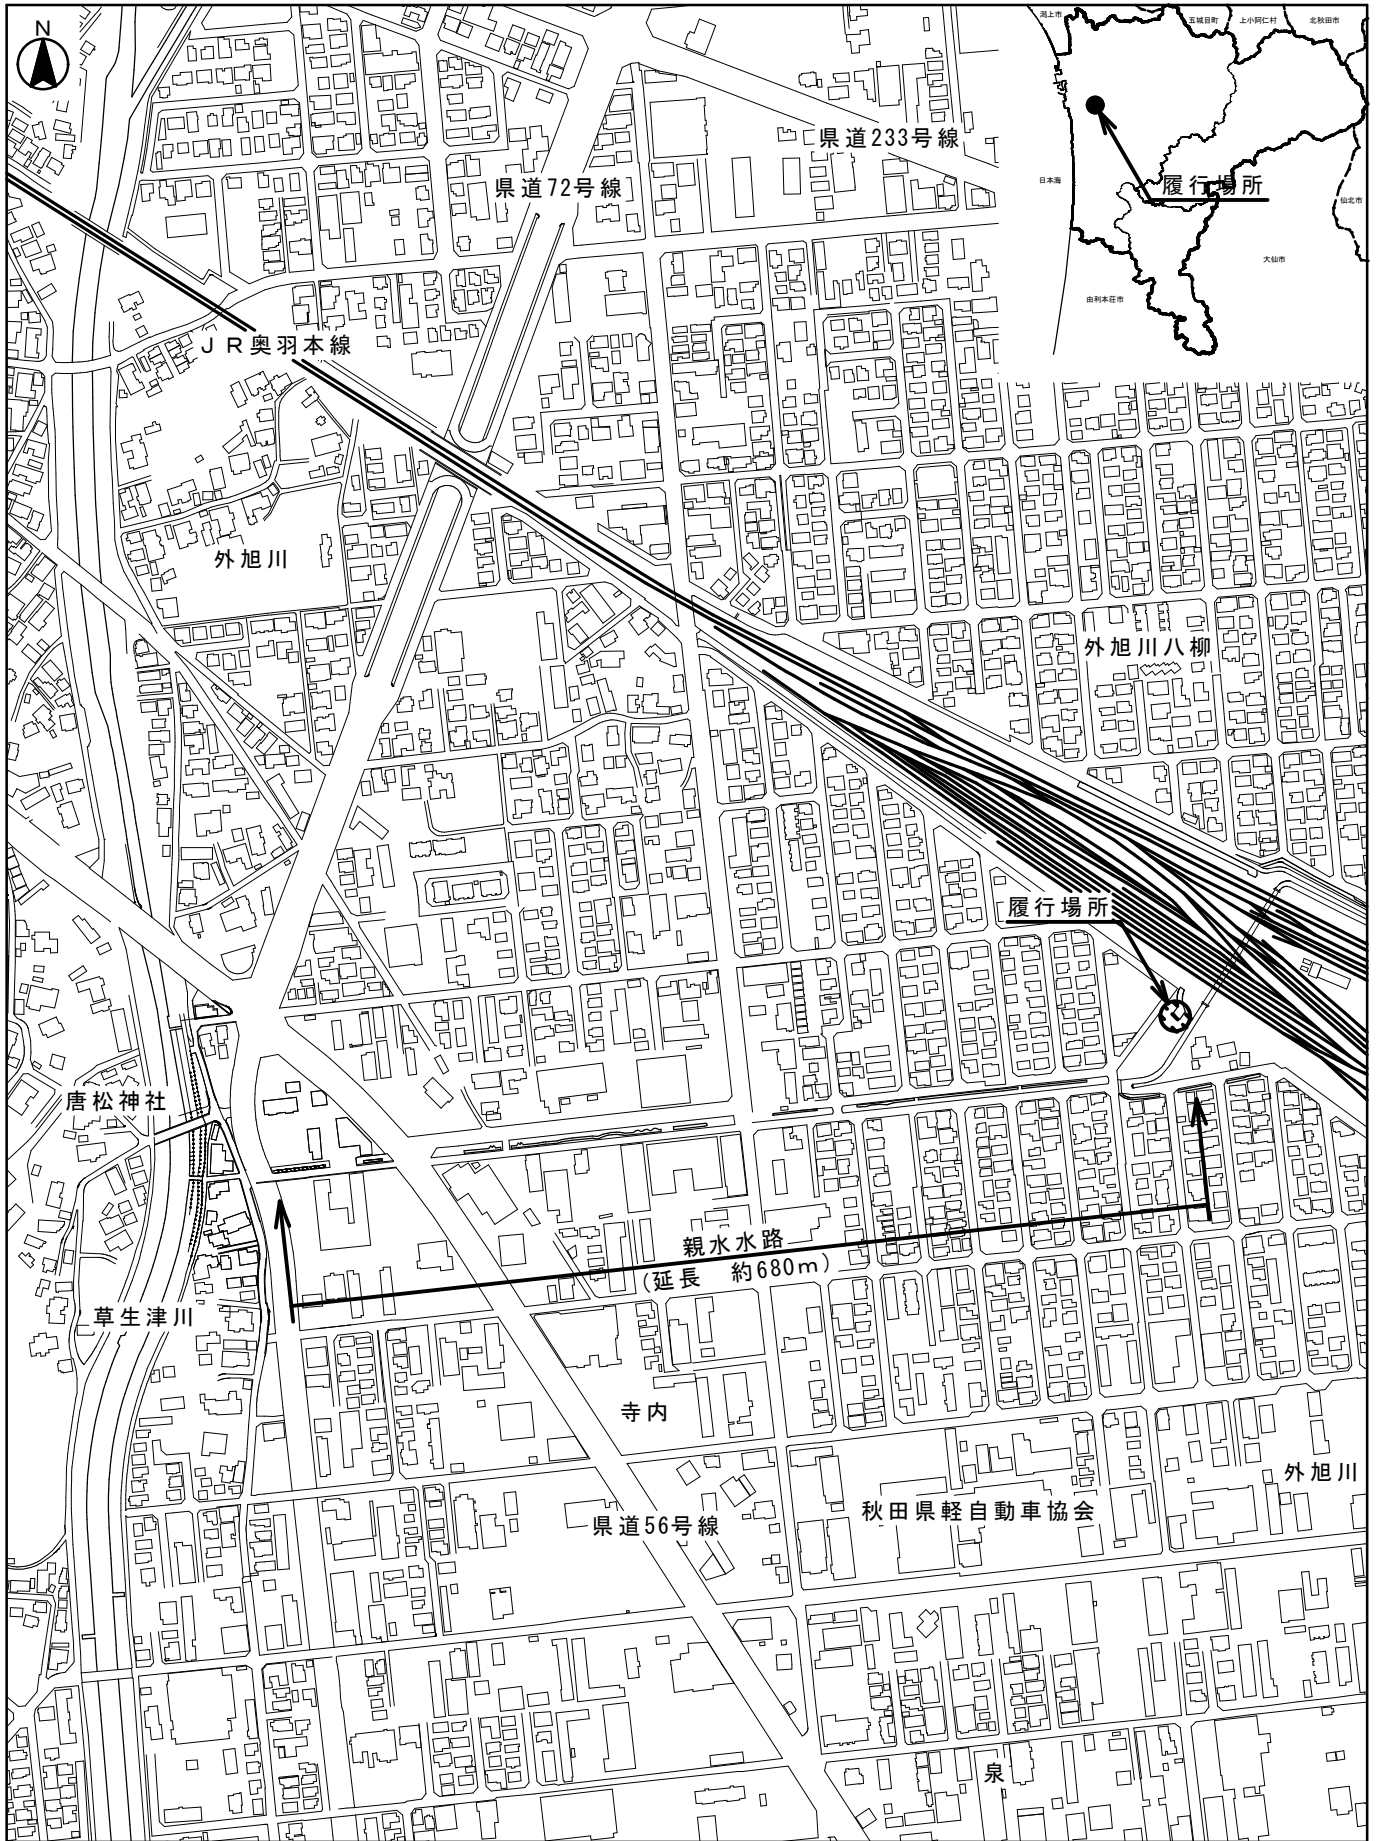 N
潟上市
五城目町
上小阿仁村
北秋田市
県道233号線
日本海
県道72号線
履行場所
仙北市
大仙市
由利本荘市
ＪＲ奥羽本線
外旭川
外旭川八柳
履行場所
唐松神社
親水水路
(延長　約680m)
草生津川
寺内
外旭川
秋田県軽自動車協会
県道56号線
泉